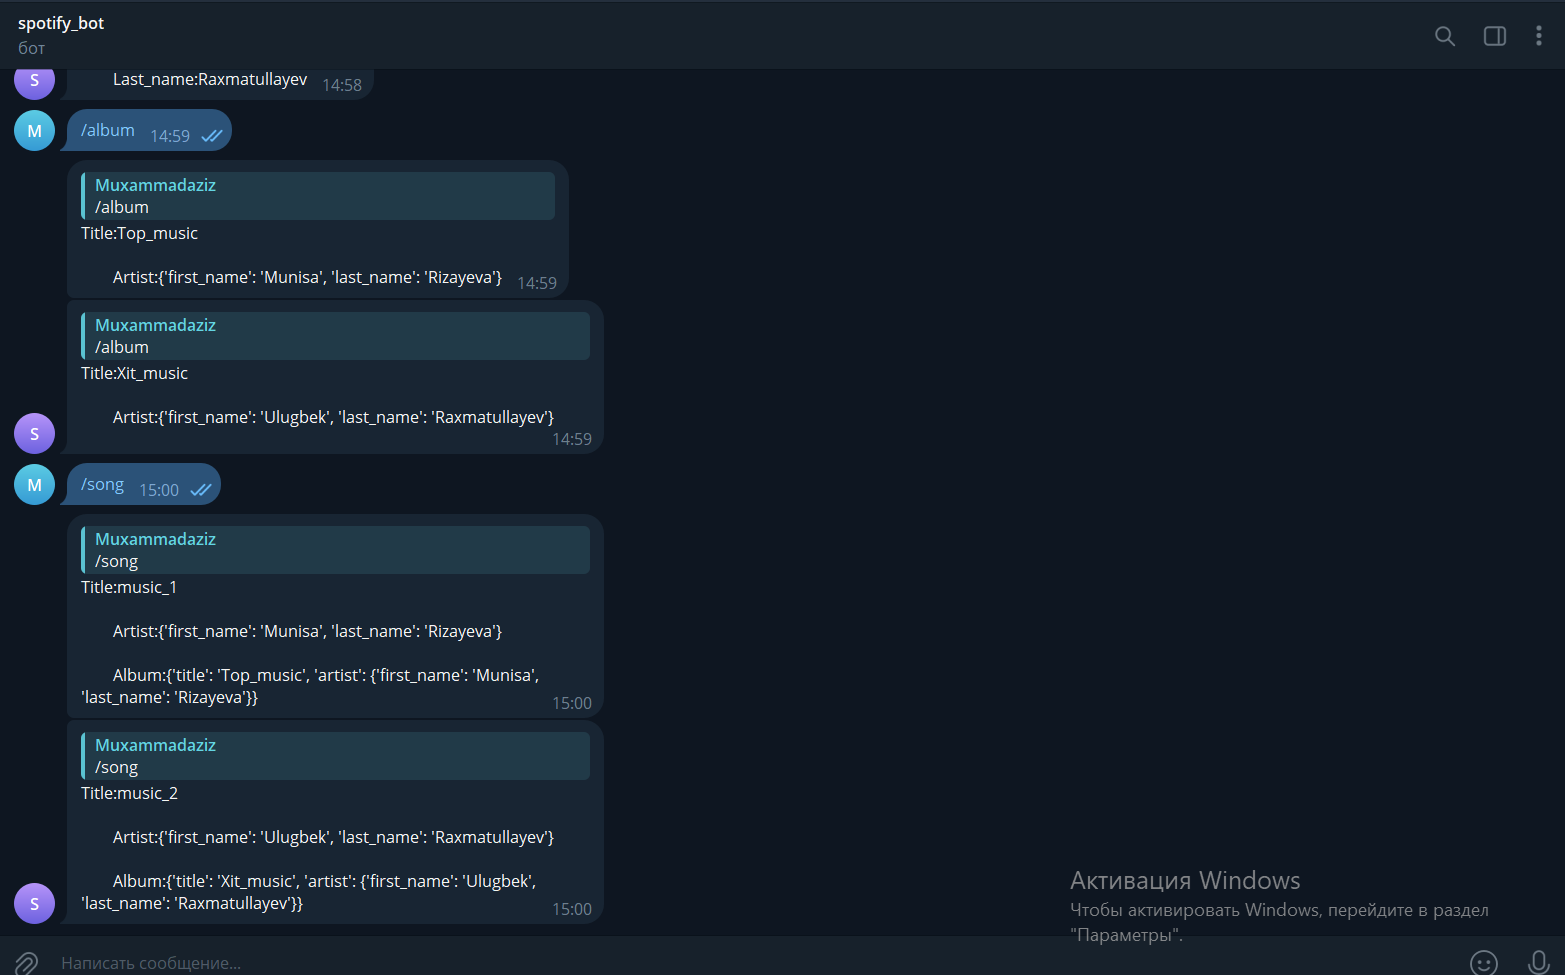 spotify_bot
бот
S
Last_name:Raxmatullayev 14:58
M
/album 14:59
Muxammadaziz
/album
Title:Top_music
Artist:{'first_name': 'Munisa', 'last_name': 'Rizayeva'} 14:59
Muxammadaziz
/album
Title:Xit_music
Artist:{'first_name': 'Ulugbek', 'last_name': 'Raxmatullayev'}
14:59
S
M
/song 15:00
Muxammadaziz
/song
Title:music_1
Artist:{'first_name': 'Munisa', 'last_name': 'Rizayeva'}
Album:{'title': 'Top_music', 'artist': {'first_name': 'Munisa',
'last_name': 'Rizayeva'}}
15:00
Muxammadaziz
/song
Title:music_2
Artist:{'first_name': 'Ulugbek', 'last_name': 'Raxmatullayev'}
Album:{'title': 'Xit_music', 'artist': {'first_name': 'Ulugbek',
'last_name': 'Raxmatullayev'}}
15:00
S
Активация Windows
Чтобы активировать Windows, перейдите в раздел
"Параметры".
Написать сообщение...